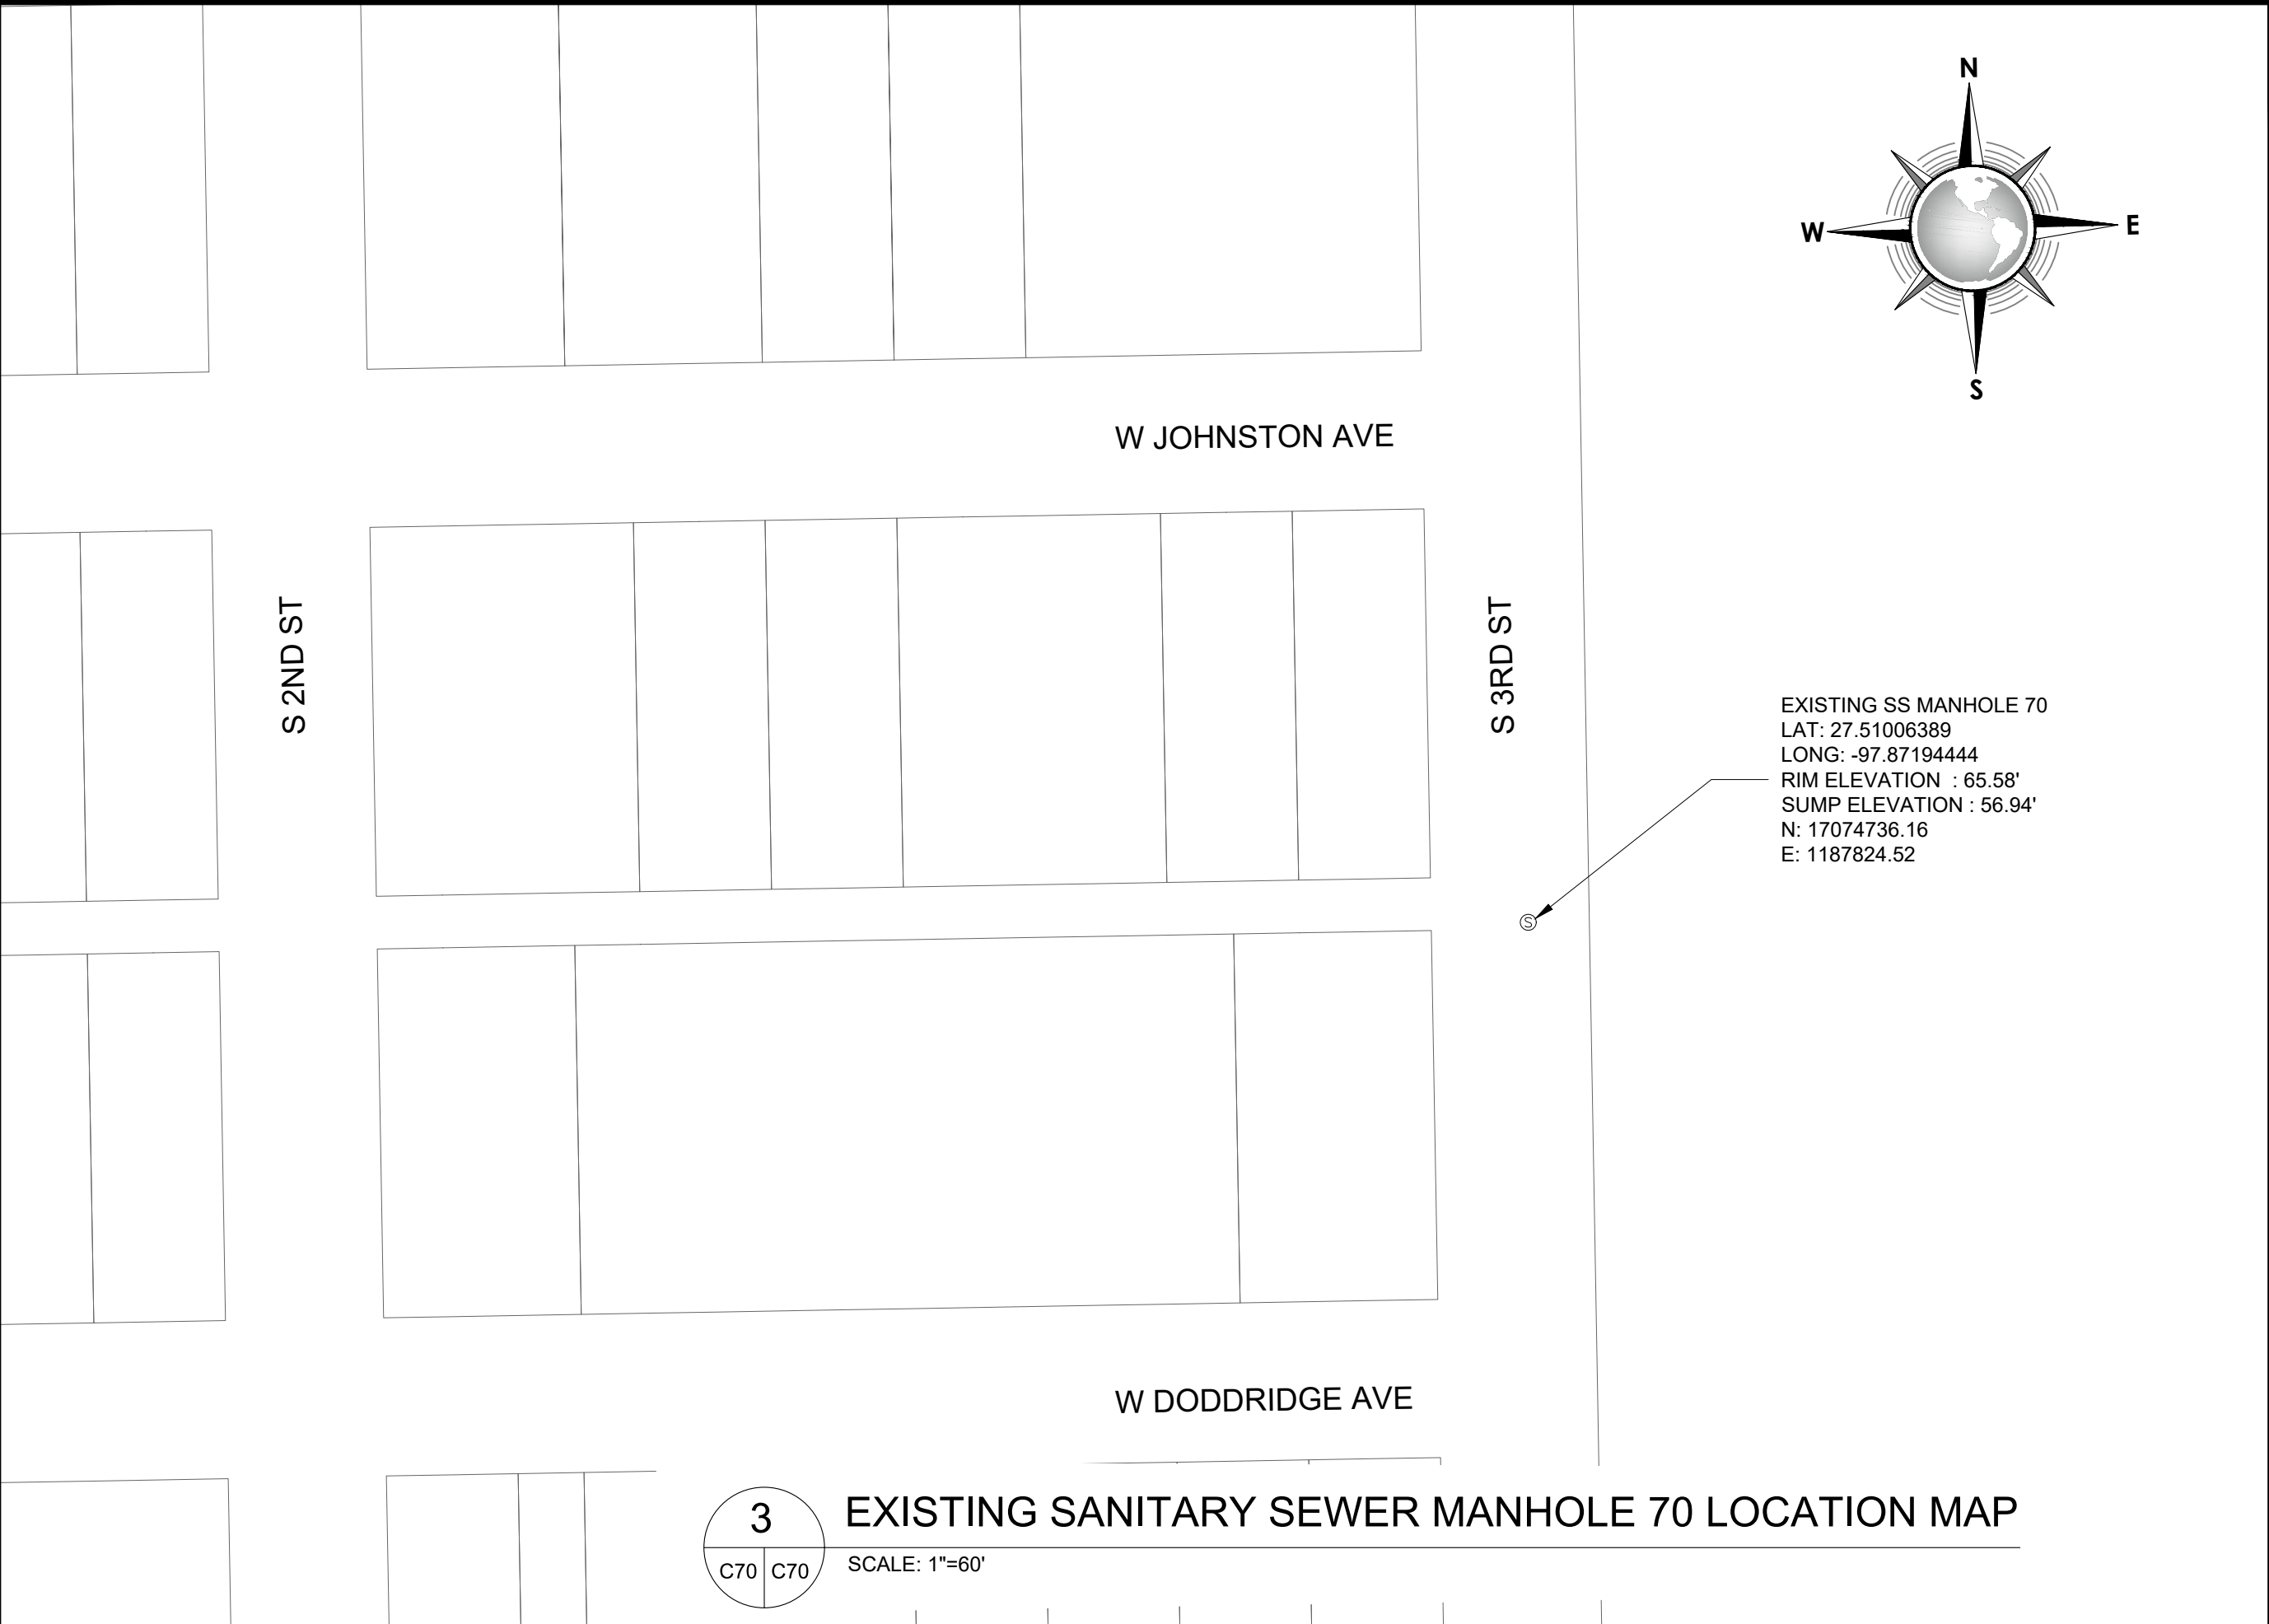 N
W
E
S
W JOHNSTON AVE
S 2ND ST
S 3RD ST
EXISTING SS MANHOLE 70
LAT: 27.51006389
LONG: -97.87194444
RIM ELEVATION : 65.58'
SUMP ELEVATION : 56.94'
N: 17074736.16
E: 1187824.52
S
W DODDRIDGE AVE
3
C70 C70
EXISTING SANITARY SEWER MANHOLE 70 LOCATION MAP
SCALE: 1"=60'